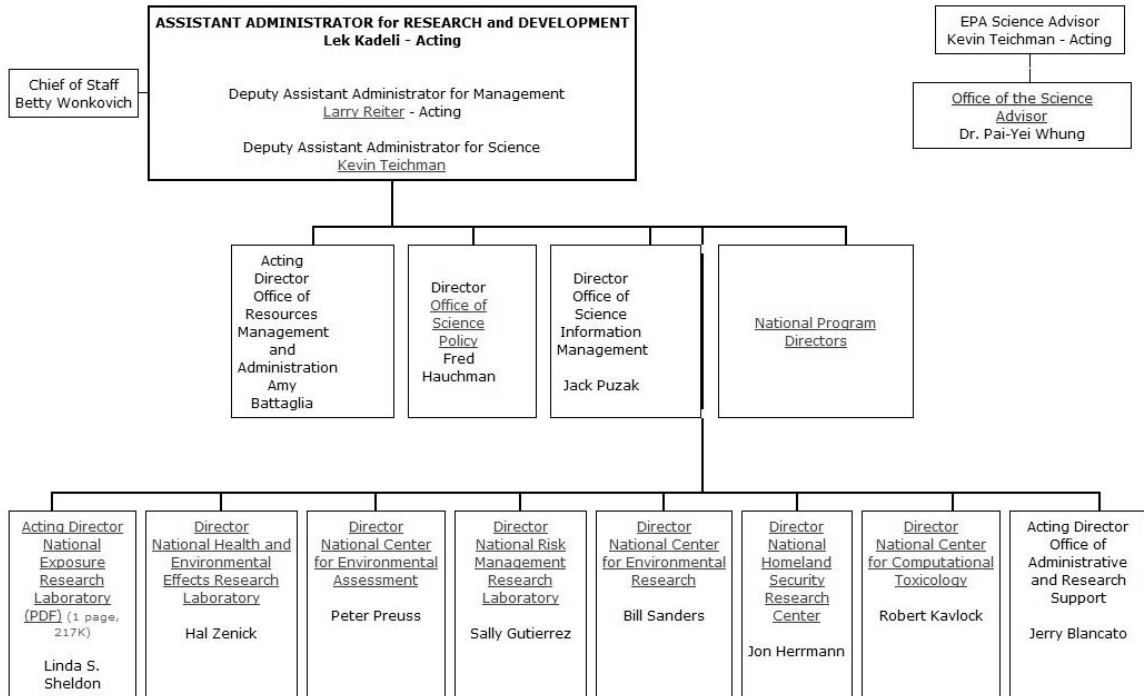 ASSISTANT ADMINISTRATOR for RESEARCH and DEVELOPMENT
Lek Kadeli - Acting
Deputy Assistant Administrator for Management
Larry Reiter - Acting
Deputy Assistant Administrator for Science
Kevin Teichman
Chief of Staff
Betty Wonkovich
EPA Science Advisor
Kevin Teichman - Acting
Office of the Science
Advisor
Dr. Pai-Yei Whung
Acting
Director
Office of
Resources
Management
and
Administration
Amy
Battaglia
Director
Office of
Science
Policy
Fred
Hauchman
Director
Office of
Science
Information
Management
Jack Puzak
National Program
Directors
Acting Director
National
Exposure
Research
Laboratory
(PDF) (1 page,
217K)
Linda S.
Sheldon
Director
National Health and
Environmental
Effects Research
Laboratory
Hal Zenick
Director
National Center
for Environmental
Assessment
Peter Preuss
Director
National Risk
Management
Research
Laboratory
Sally Gutierrez
Director
National Center
for Environmental
Research
Bill Sanders
Director
National
Homeland
Security
Research
Center
Jon Herrmann
Director
National Center
for Computational
Toxicology
Robert Kavlock
Acting Director
Office of
Administrative
and Research
Support
Jerry Blancato